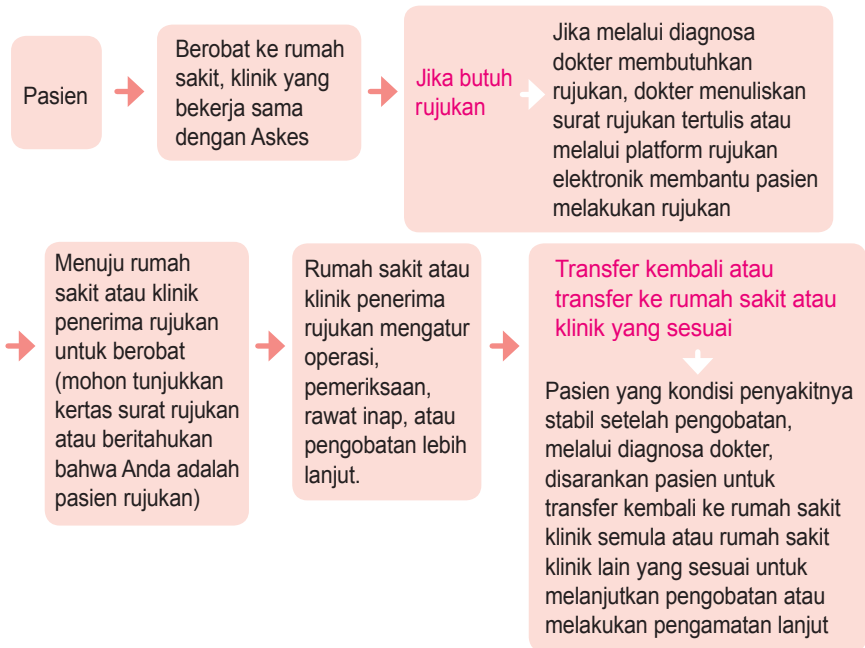 Pasien
Berobat ke rumah
sakit, klinik yang
bekerja sama
dengan Askes
Jika butuh
rujukan
Jika melalui diagnosa
dokter membutuhkan
rujukan, dokter menuliskan
surat rujukan tertulis atau
melalui platform rujukan
elektronik membantu pasien
melakukan rujukan
Menuju rumah
sakit atau klinik
penerima rujukan
untuk berobat
(mohon tunjukkan
kertas surat rujukan
atau beritahukan
bahwa Anda adalah
pasien rujukan)
Rumah sakit atau
klinik penerima
rujukan mengatur
operasi,
pemeriksaan,
rawat inap, atau
pengobatan lebih
lanjut.
Transfer kembali atau
transfer ke rumah sakit atau
klinik yang sesuai
Pasien yang kondisi penyakitnya
stabil setelah pengobatan,
melalui diagnosa dokter,
disarankan pasien untuk
transfer kembali ke rumah sakit
klinik semula atau rumah sakit
klinik lain yang sesuai untuk
melanjutkan pengobatan atau
melakukan pengamatan lanjut